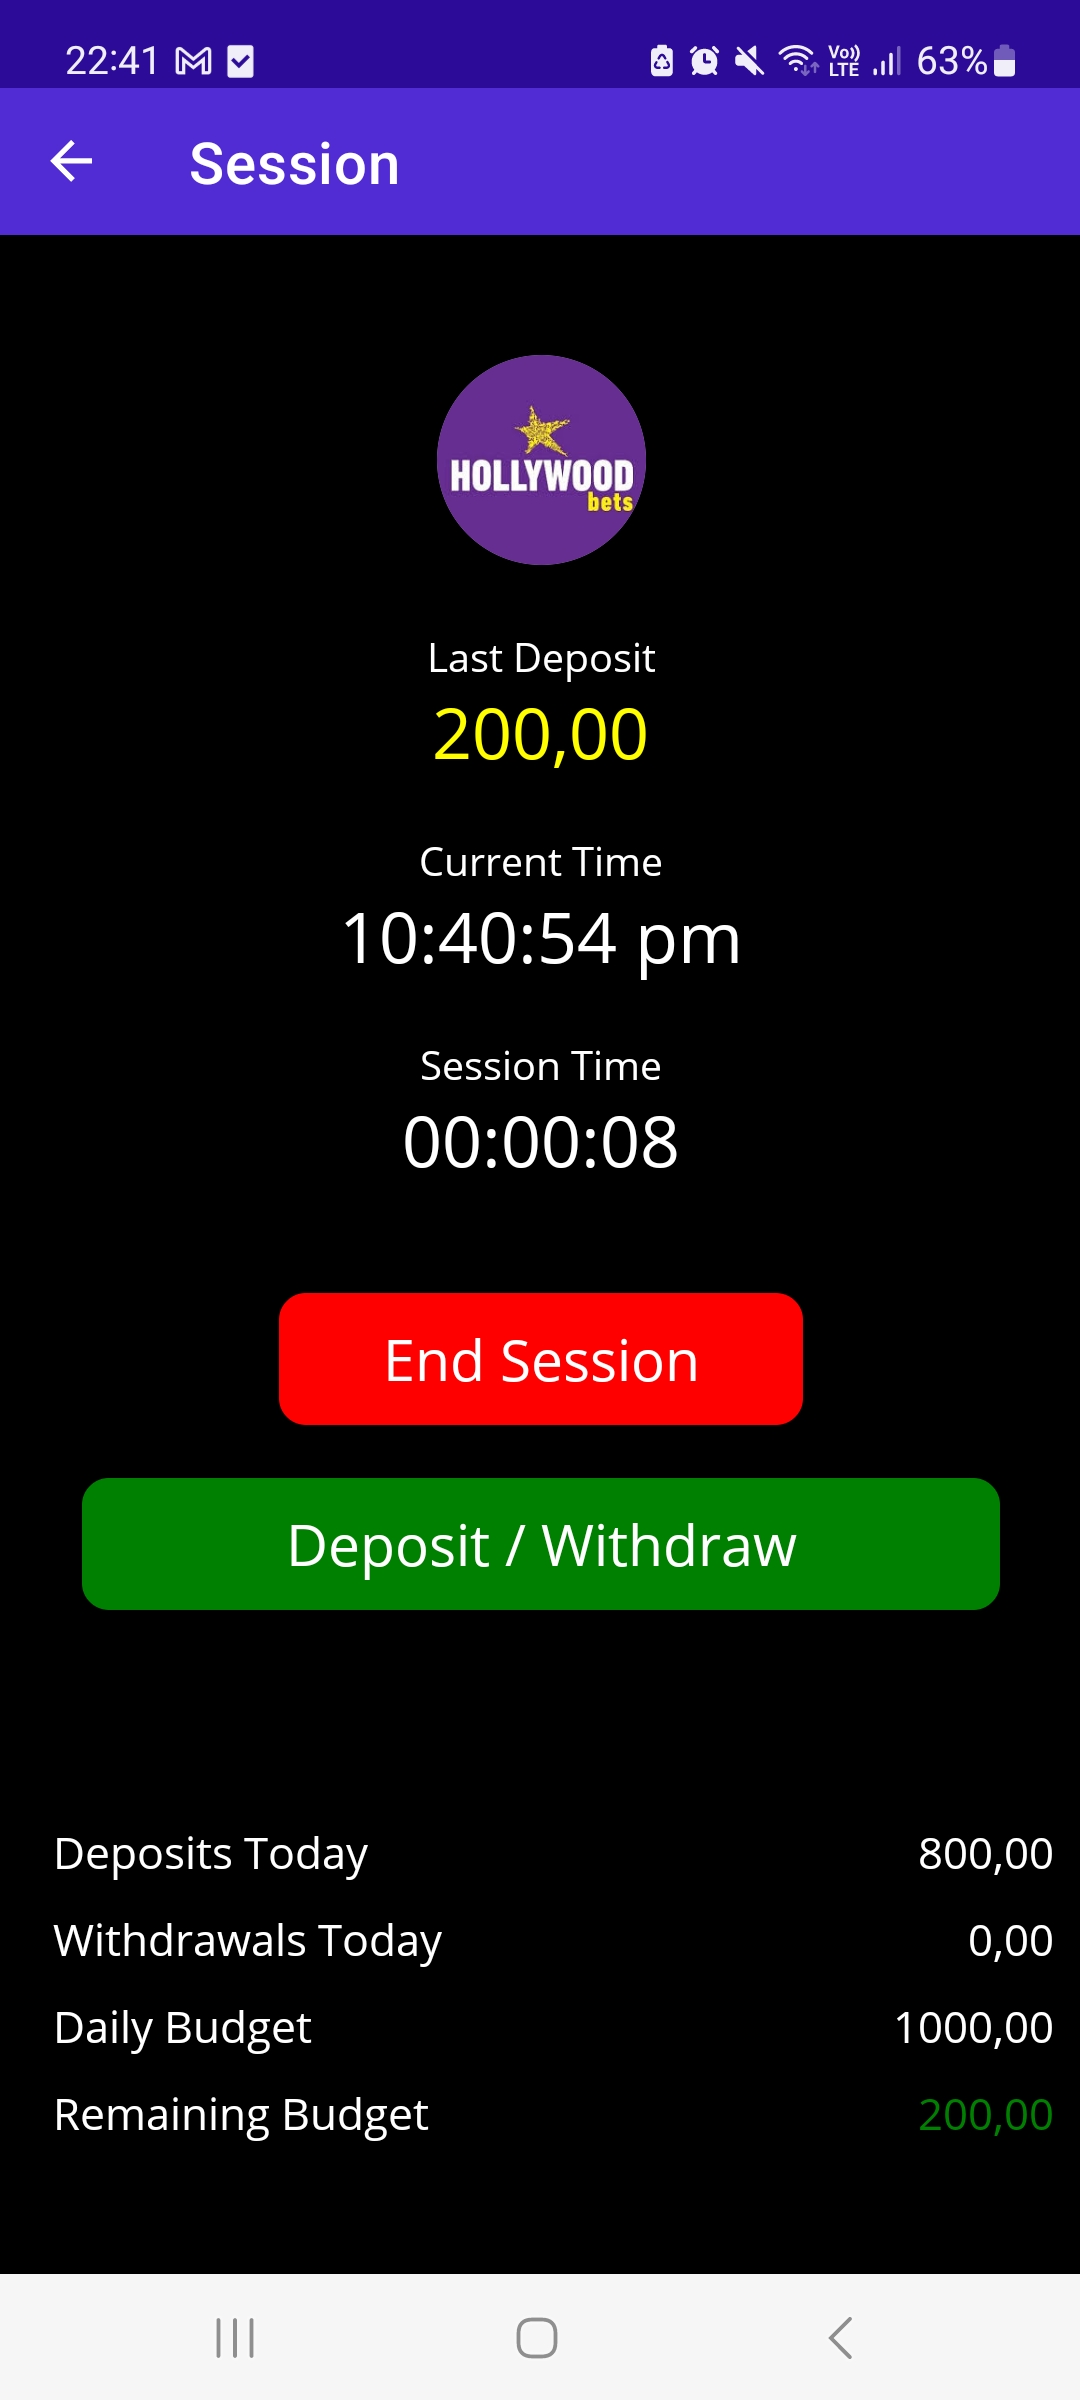 22:41 Vo)) LTE 63%
Session
HOLLYWOOD
bets
Last Deposit
200,00
Current Time
10:40:54 pm
Session Time
00:00:08
End Session
Deposit / Withdraw
Deposits Today 800,00
Withdrawals Today 0,00
Daily Budget 1000,00
Remaining Budget 200,00